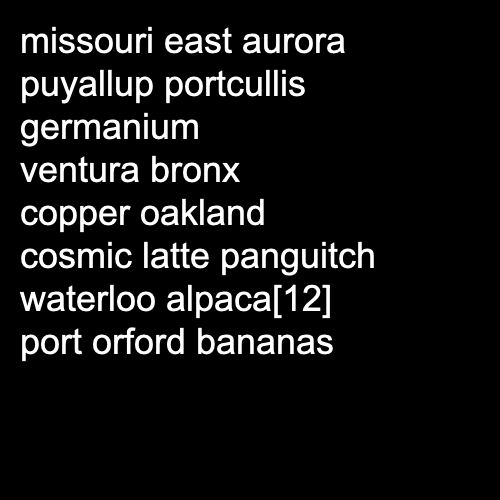 missouri east aurora
puyallup portcullis
germanium
ventura bronx
copper oakland
cosmic latte panguitch
waterloo alpaca[12]
port orford bananas